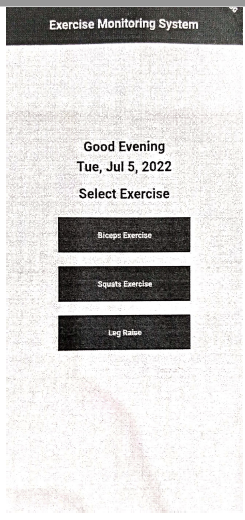 Exercise Monitoring System
Good Evening
Tue, Jul 5, 2022
Select Exercise
Biceps Exercise
Squats Exercise
Leg Raise